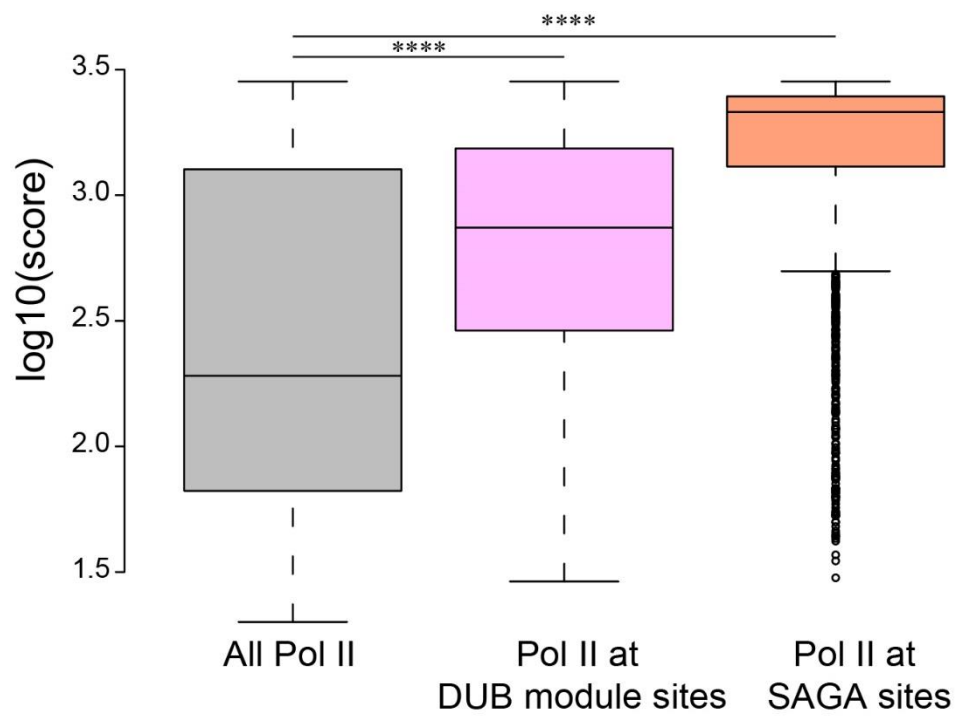 ****
****
3.5
3.0
2.5
2.0
1.5
log10(score)
All Pol II
Pol II at
DUB module sites
Pol II at
SAGA sites